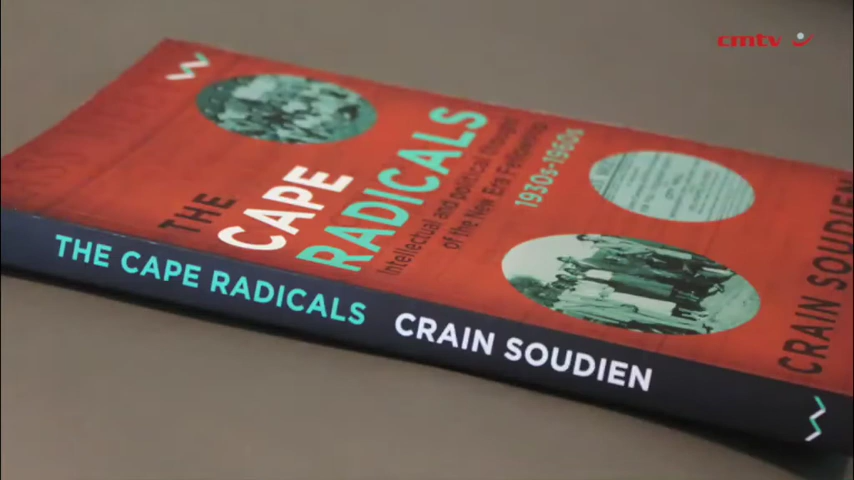 cmtv
THE
CAPE
RADICALS
Intellectual and political thought
of the New Era Fellowship
1930s-1960s
CRAIN SOUDIEN
THE CAPE RADICALS CRAIN SOUDIEN